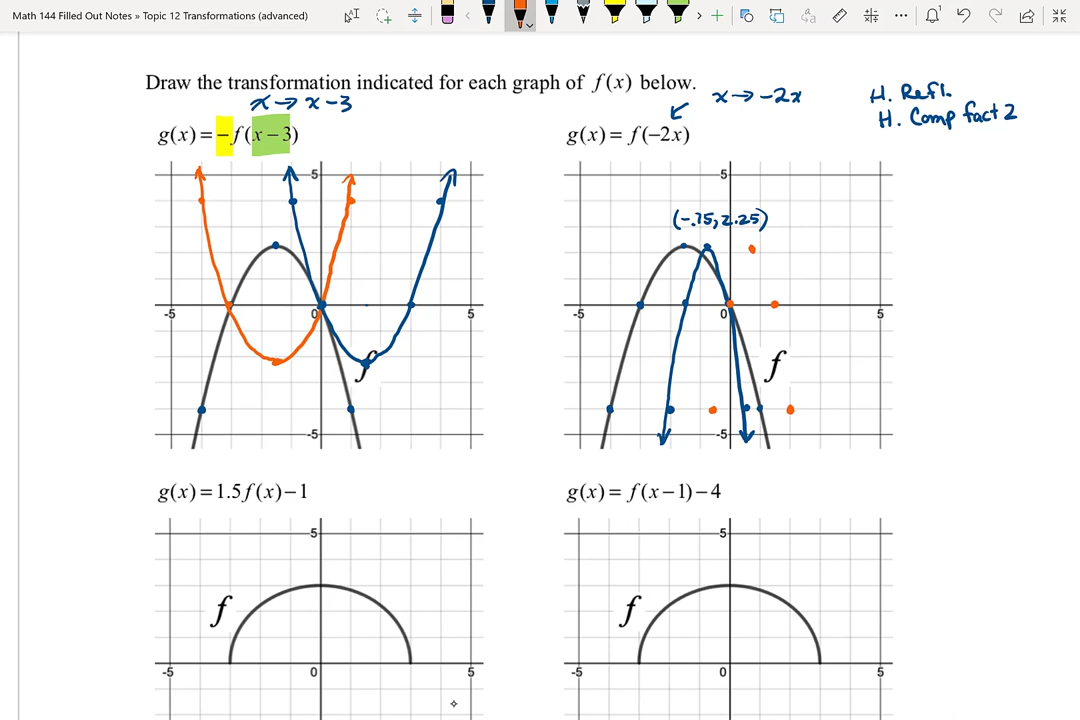 Math 144 Filled Out Notes » Topic 12 Transformations (advanced)
Draw the transformation indicated for each graph of f(x) below.
x → x - 3
x → -2x
H. Refl.
H. Comp fact 2
g(x) = -f(x - 3)
g(x) = f(-2x)
5
-5
0
5
-5
f
(-.75, 2.25)
5
-5
0
5
-5
f
g(x) = 1.5f(x) - 1
g(x) = f(x - 1) - 4
5
f
-5
0
5
5
f
-5
0
5